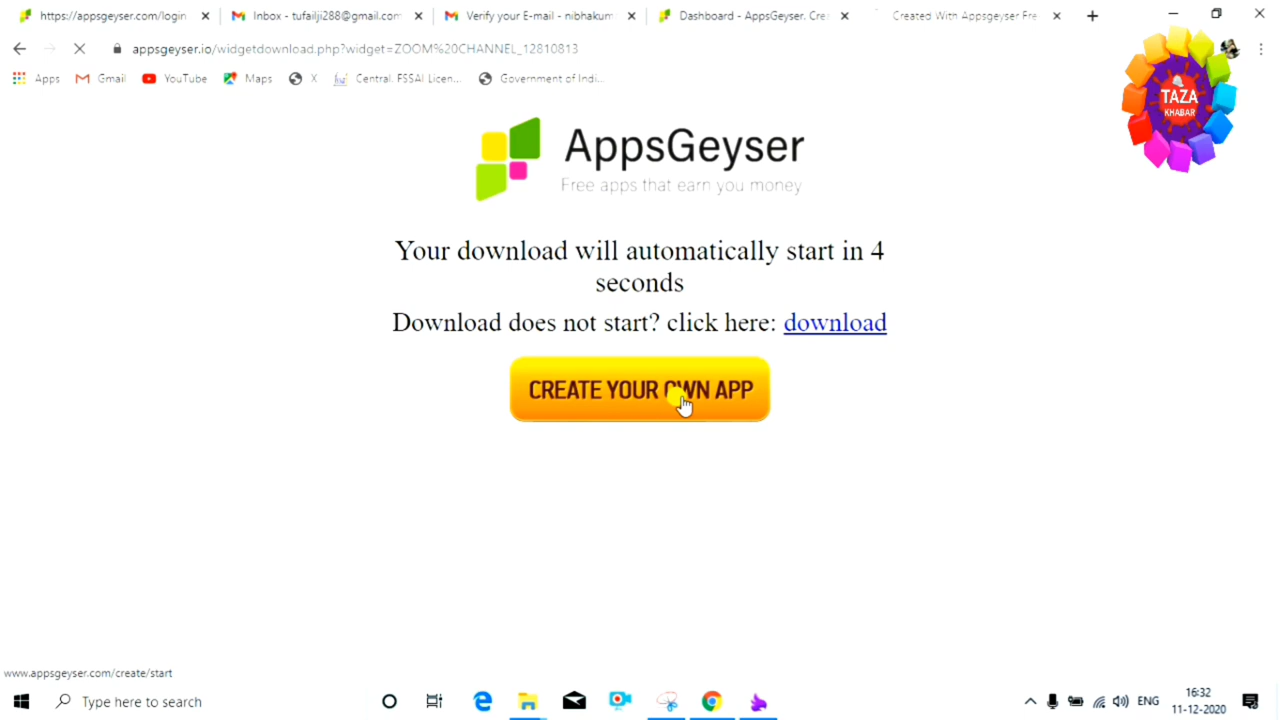 https://appsgeyser.com/login
Inbox - tufailji288@gmail.com
Verify your E-mail - nibhakum
Dashboard - AppsGeyser. Cre
Created With Appsgeyser Fre
appsgeyser.io/widgetdownload.php?widget=ZOOM%20CHANNEL_12810813
Apps
Gmail
YouTube
Maps
X
Central. FSSAI Licen...
Government of Indi...
TAZA
KHABAR
AppsGeyser
Free apps that earn you money
Your download will automatically start in 4
seconds
Download does not start? click here: download
CREATE YOUR OWN APP
www.appsgeyser.com/create/start
Type here to search
ENG
16:32
11-12-2020